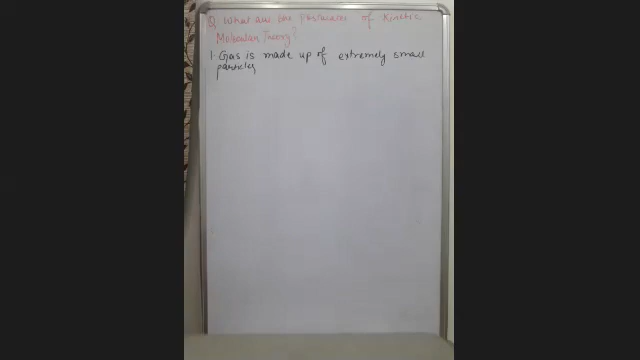 Q What are the Postulates of Kinetic
Molecular Theory?
1. Gas is made up of extremely small
particles